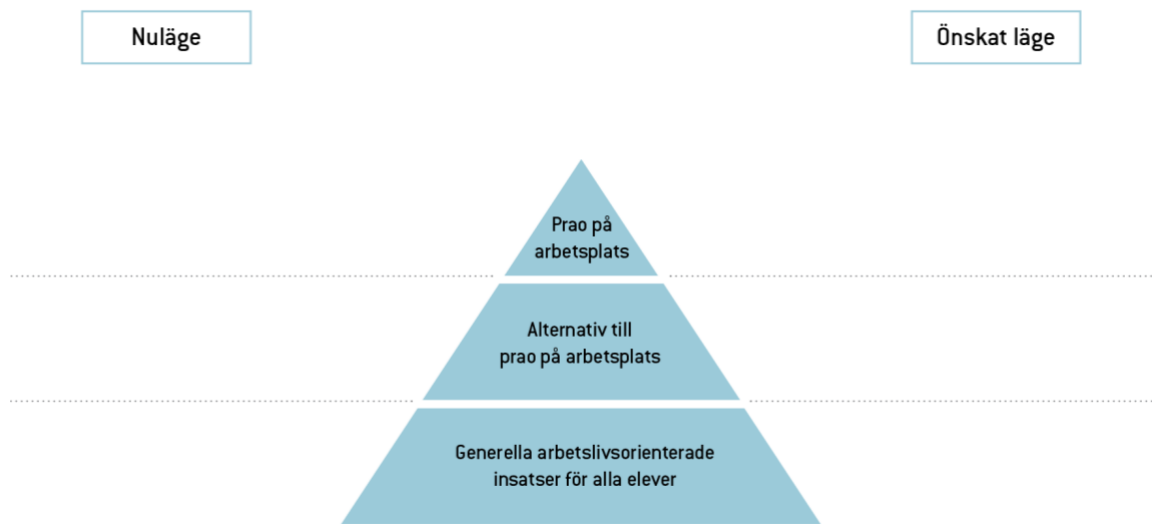 Nuläge
Önskat läge
Prao på
arbetsplats
Alternativ till
prao på arbetsplats
Generella arbetslivsorienterade
insatser för alla elever